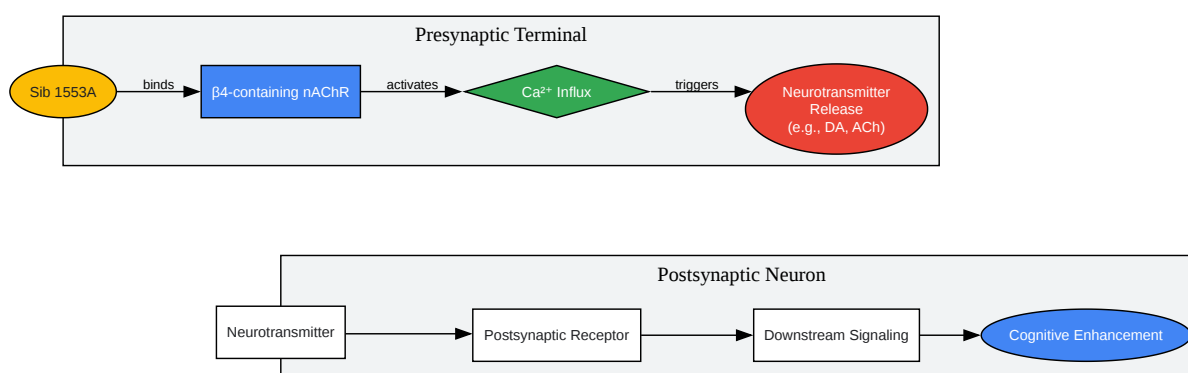 Presynaptic Terminal
Sib 1553A
binds
β4-containing nAChR
activates
Ca²⁺ Influx
triggers
Neurotransmitter
Release
(e.g., DA, ACh)
Postsynaptic Neuron
Neurotransmitter
Postsynaptic Receptor
Downstream Signaling
Cognitive Enhancement